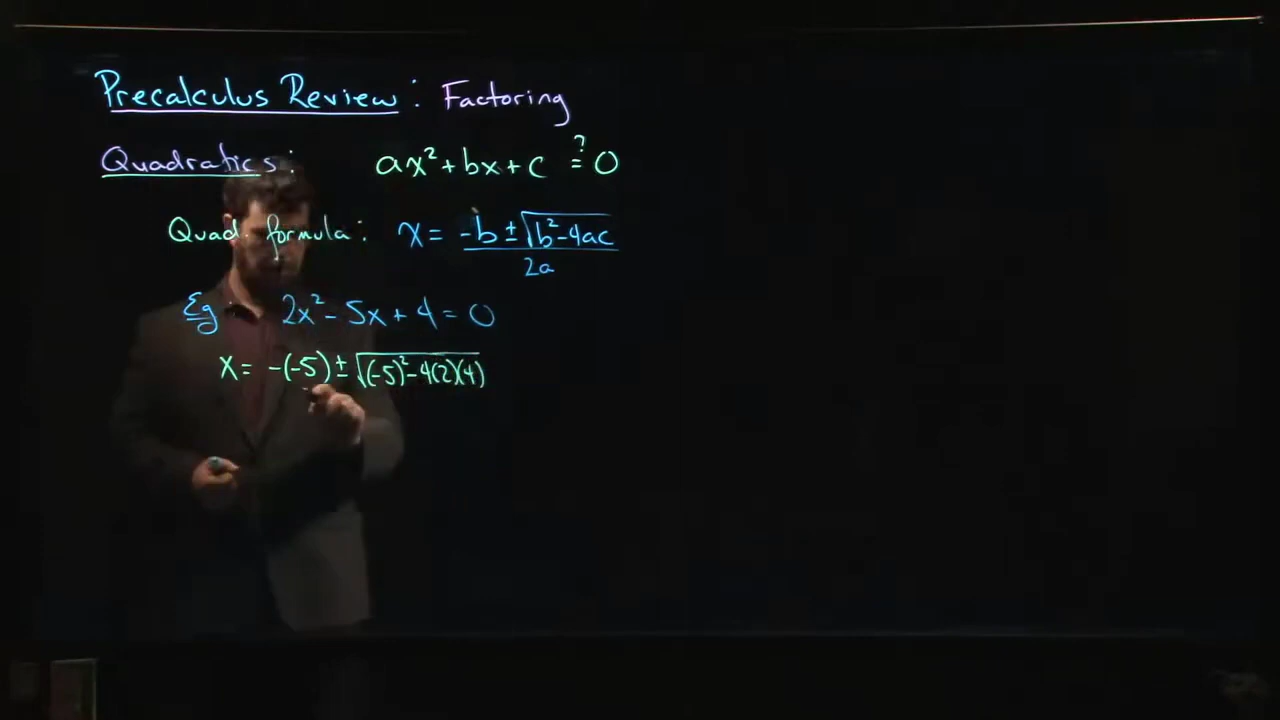 Precalculus Review: Factoring
Quadratics: ax² + bx + c ≟ 0
Quad. formula: x = (-b ± √(b² - 4ac)) / 2a
Eg 2x² - 5x + 4 = 0
x = -(-5) ± √((-5)² - 4(2)(4))